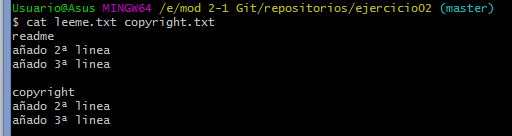 Usuario@Asus MINGW64 /e/mod 2-1 Git/repositorios/ejercicio02 (master)
$ cat leeme.txt copyright.txt
readme
añado 2ª linea
añado 3ª linea

copyright
añado 2ª linea
añado 3ª linea